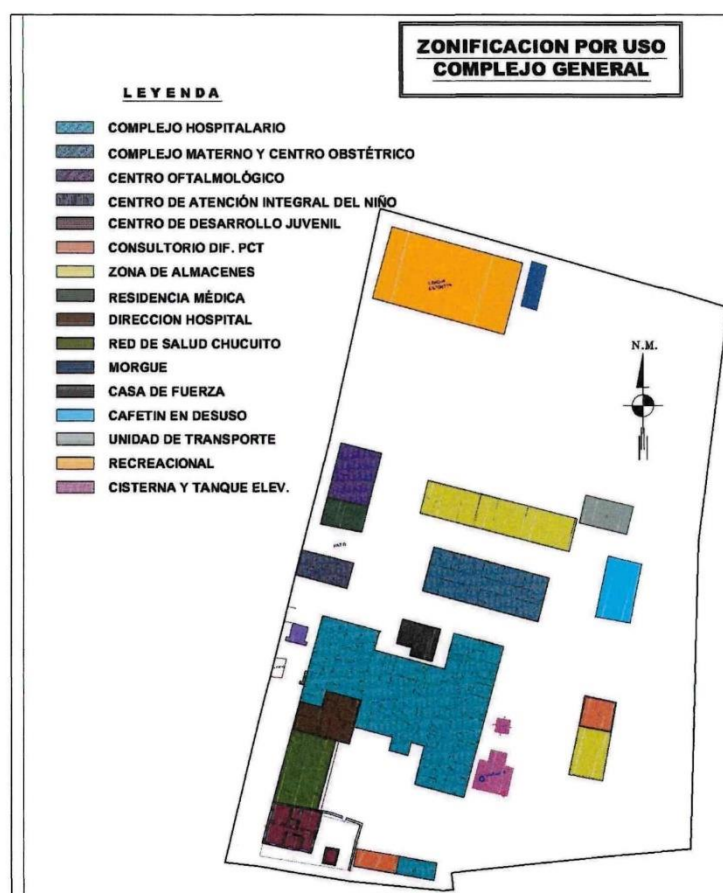 ZONIFICACION POR USO
COMPLEJO GENERAL
LEYENDA
COMPLEJO HOSPITALARIO
COMPLEJO MATERNO Y CENTRO OBSTÉTRICO
CENTRO OFTALMOLÓGICO
CENTRO DE ATENCIÓN INTEGRAL DEL NIÑO
CENTRO DE DESARROLLO JUVENIL
CONSULTORIO DIF. PCT
ZONA DE ALMACENES
RESIDENCIA MÉDICA
DIRECCION HOSPITAL
RED DE SALUD CHUCUITO
MORGUE
CASA DE FUERZA
CAFETIN EN DESUSO
UNIDAD DE TRANSPORTE
RECREACIONAL
CISTERNA Y TANQUE ELEV.
N.M.